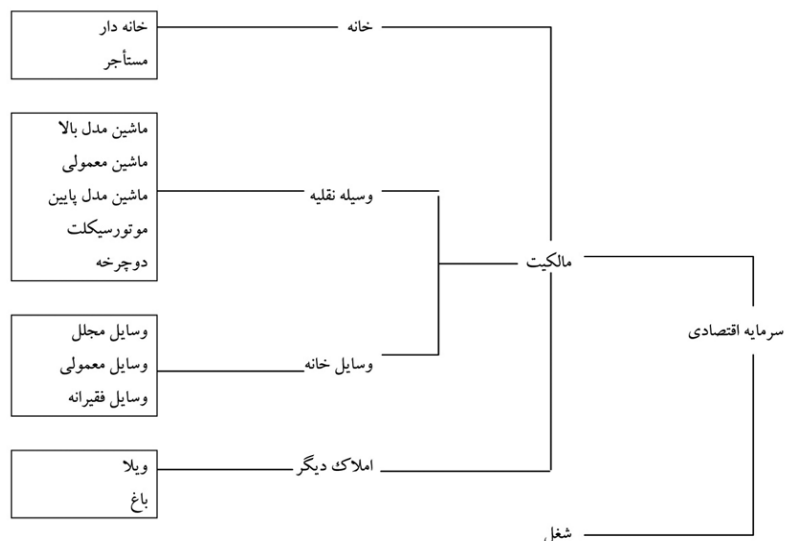 سرمایه اقتصادی
مالکیت
خانه
خانه دار
مستأجر
وسیله نقلیه
ماشین مدل بالا
ماشین معمولی
ماشین مدل پایین
موتورسیکلت
دوچرخه
وسایل خانه
وسایل مجلل
وسایل معمولی
وسایل فقیرانه
املاک دیگر
ویلا
باغ
شغل